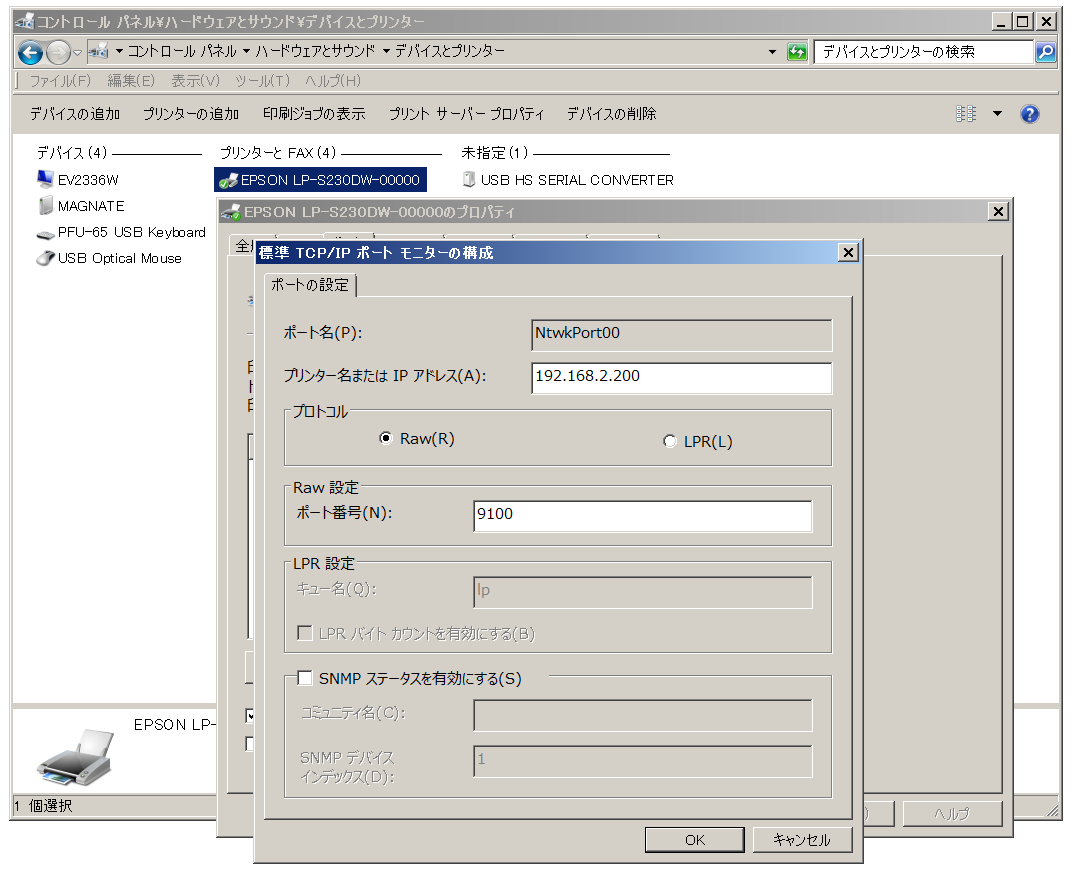 コントロール パネル¥ハードウェアとサウンド¥デバイスとプリンター
コントロール パネル ▼ ハードウェアとサウンド ▼ デバイスとプリンター
デバイスとプリンターの検索
ファイル(F) 編集(E) 表示(V) ツール(T) ヘルプ(H)
デバイスの追加 プリンターの追加 印刷ジョブの表示 プリント サーバー プロパティ デバイスの削除
デバイス (4)
EV2336W
MAGNATE
PFU-65 USB Keyboard
USB Optical Mouse
プリンターと FAX (4)
EPSON LP-S230DW-00000
未指定 (1)
USB HS SERIAL CONVERTER
EPSON LP-S230DW-00000のプロパティ
標準 TCP/IP ポート モニターの構成
ポートの設定
ポート名(P):
NtwkPort00
プリンター名または IP アドレス(A):
192.168.2.200
プロトコル
Raw(R)
LPR(L)
Raw 設定
ポート番号(N):
9100
LPR 設定
キュー名(Q):
lp
LPR バイト カウントを有効にする(B)
SNMP ステータスを有効にする(S)
コミュニティ名(C):
SNMP デバイス
インデックス(D):
1
OK
キャンセル
ヘルプ
EPSON LP-
1 個選択